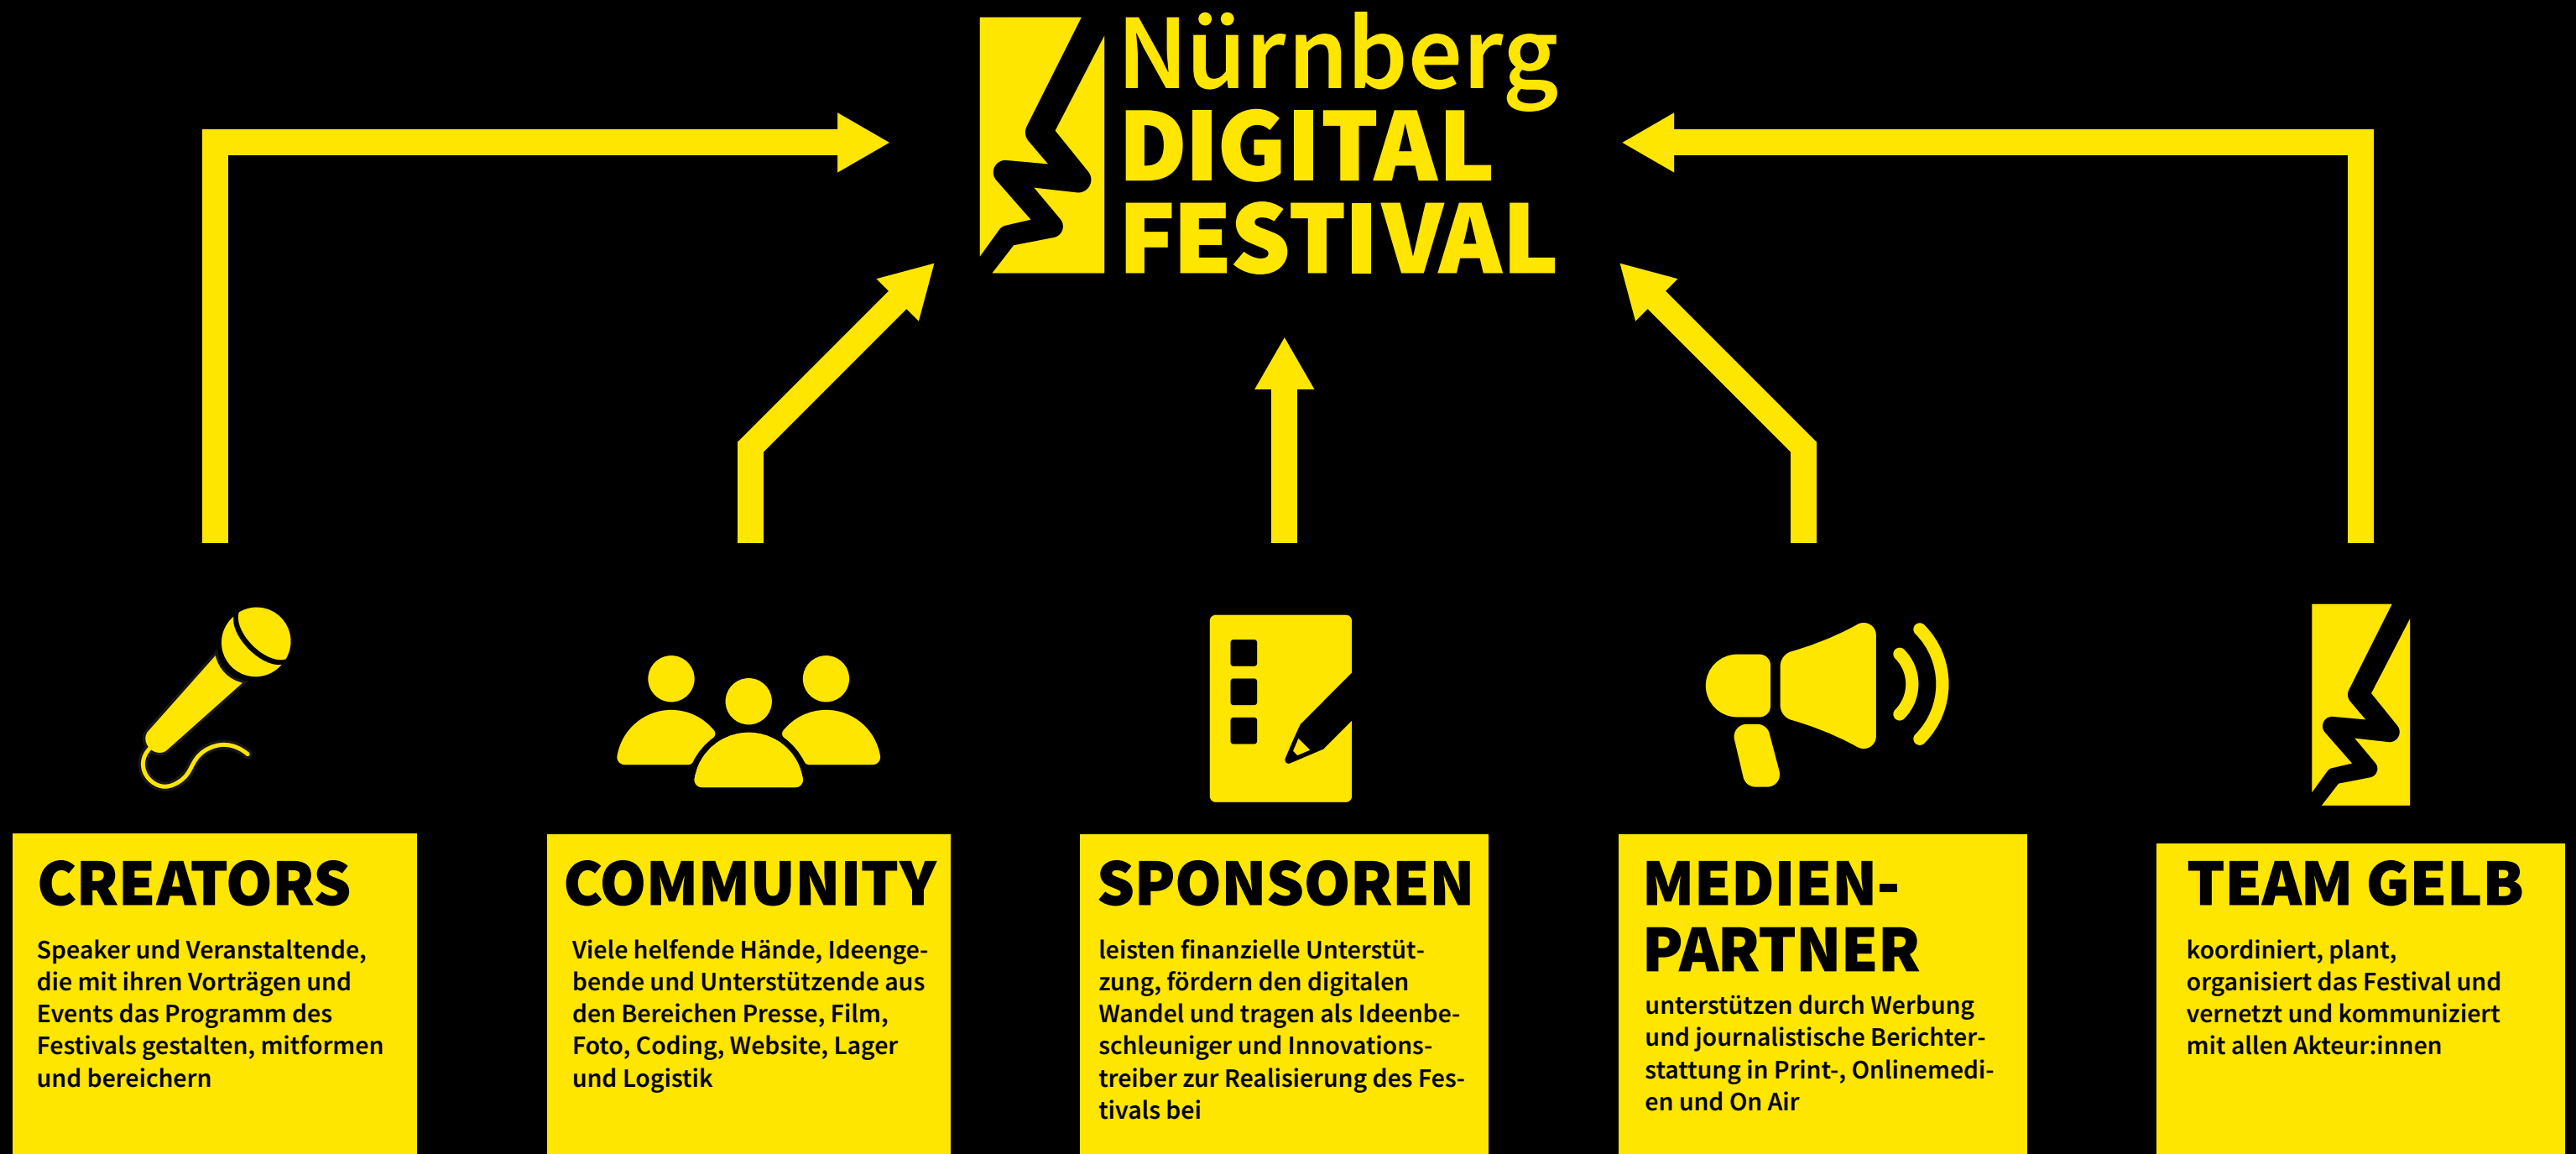 Nürnberg
DIGITAL
FESTIVAL
CREATORS
Speaker und Veranstaltende,
die mit ihren Vorträgen und
Events das Programm des
Festivals gestalten, mitformen
und bereichern
COMMUNITY
Viele helfende Hände, Ideenge-
bende und Unterstützende aus
den Bereichen Presse, Film,
Foto, Coding, Website, Lager
und Logistik
SPONSOREN
leisten finanzielle Unterstüt-
zung, fördern den digitalen
Wandel und tragen als Ideenbe-
schleuniger und Innovations-
treiber zur Realisierung des Fes-
tivals bei
MEDIEN-
PARTNER
unterstützen durch Werbung
und journalistische Berichter-
stattung in Print-, Onlinemedi-
en und On Air
TEAM GELB
koordiniert, plant,
organisiert das Festival und
vernetzt und kommuniziert
mit allen Akteur:innen